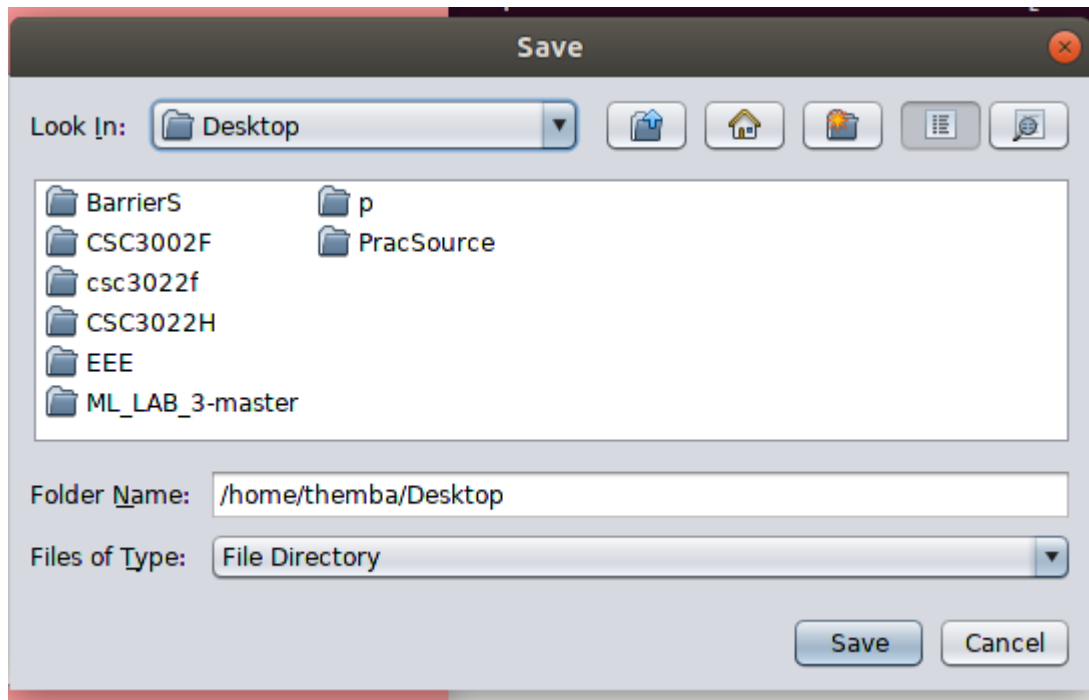 Save
Look In: Desktop
BarrierS p
CSC3002F PracSource
csc3022f
CSC3022H
EEE
ML_LAB_3-master
Folder Name: /home/themba/Desktop
Files of Type: File Directory
Save Cancel